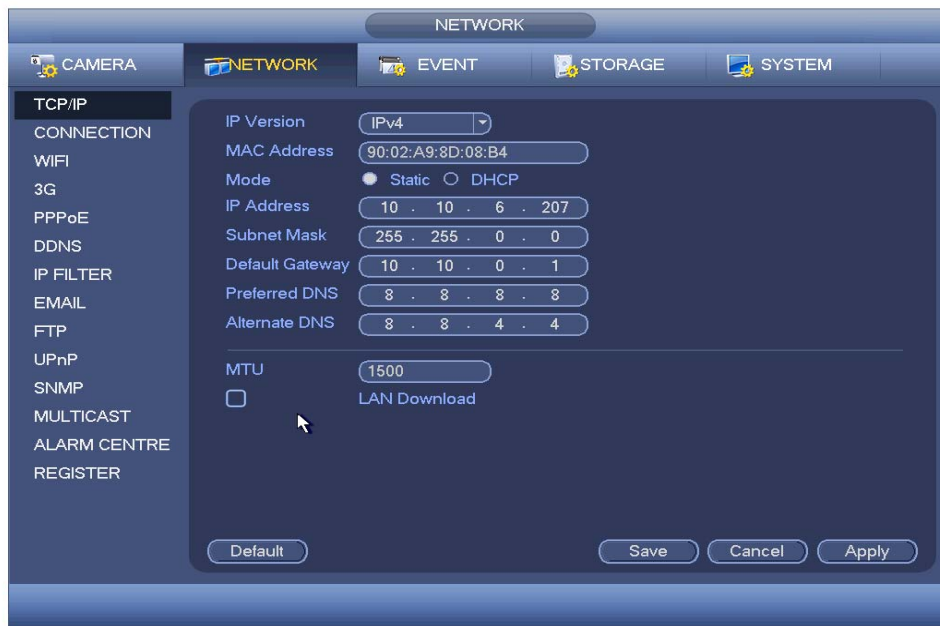 NETWORK
CAMERA NETWORK EVENT STORAGE SYSTEM
TCP/IP
CONNECTION
WIFI
3G
PPPoE
DDNS
IP FILTER
EMAIL
FTP
UPnP
SNMP
MULTICAST
ALARM CENTRE
REGISTER
IP Version IPv4
MAC Address 90:02:A9:8D:08:B4
Mode Static DHCP
IP Address 10 . 10 . 6 . 207
Subnet Mask 255 . 255 . 0 . 0
Default Gateway 10 . 10 . 0 . 1
Preferred DNS 8 . 8 . 8 . 8
Alternate DNS 8 . 8 . 4 . 4
MTU 1500
LAN Download
Default Save Cancel Apply